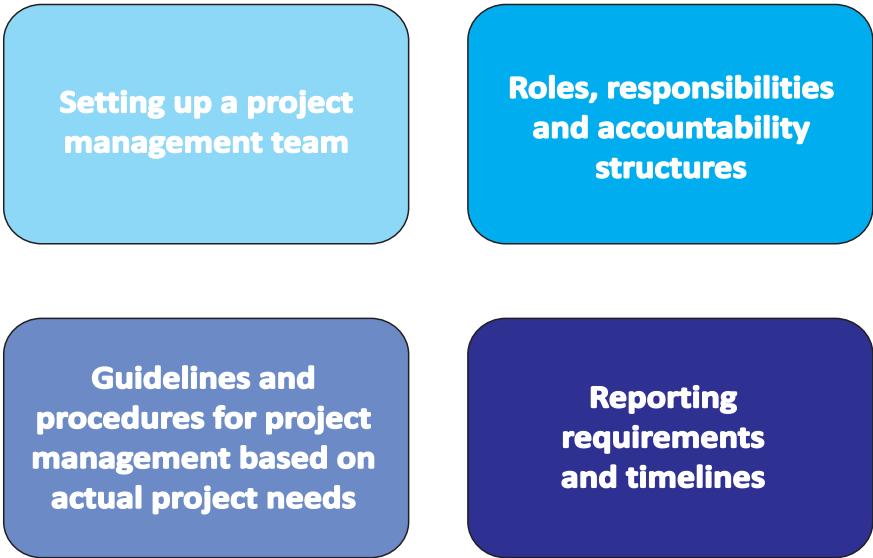 Setting up a project
management team
Roles, responsibilities
and accountability
structures
Guidelines and
procedures for project
management based on
actual project needs
Reporting
requirements
and timelines